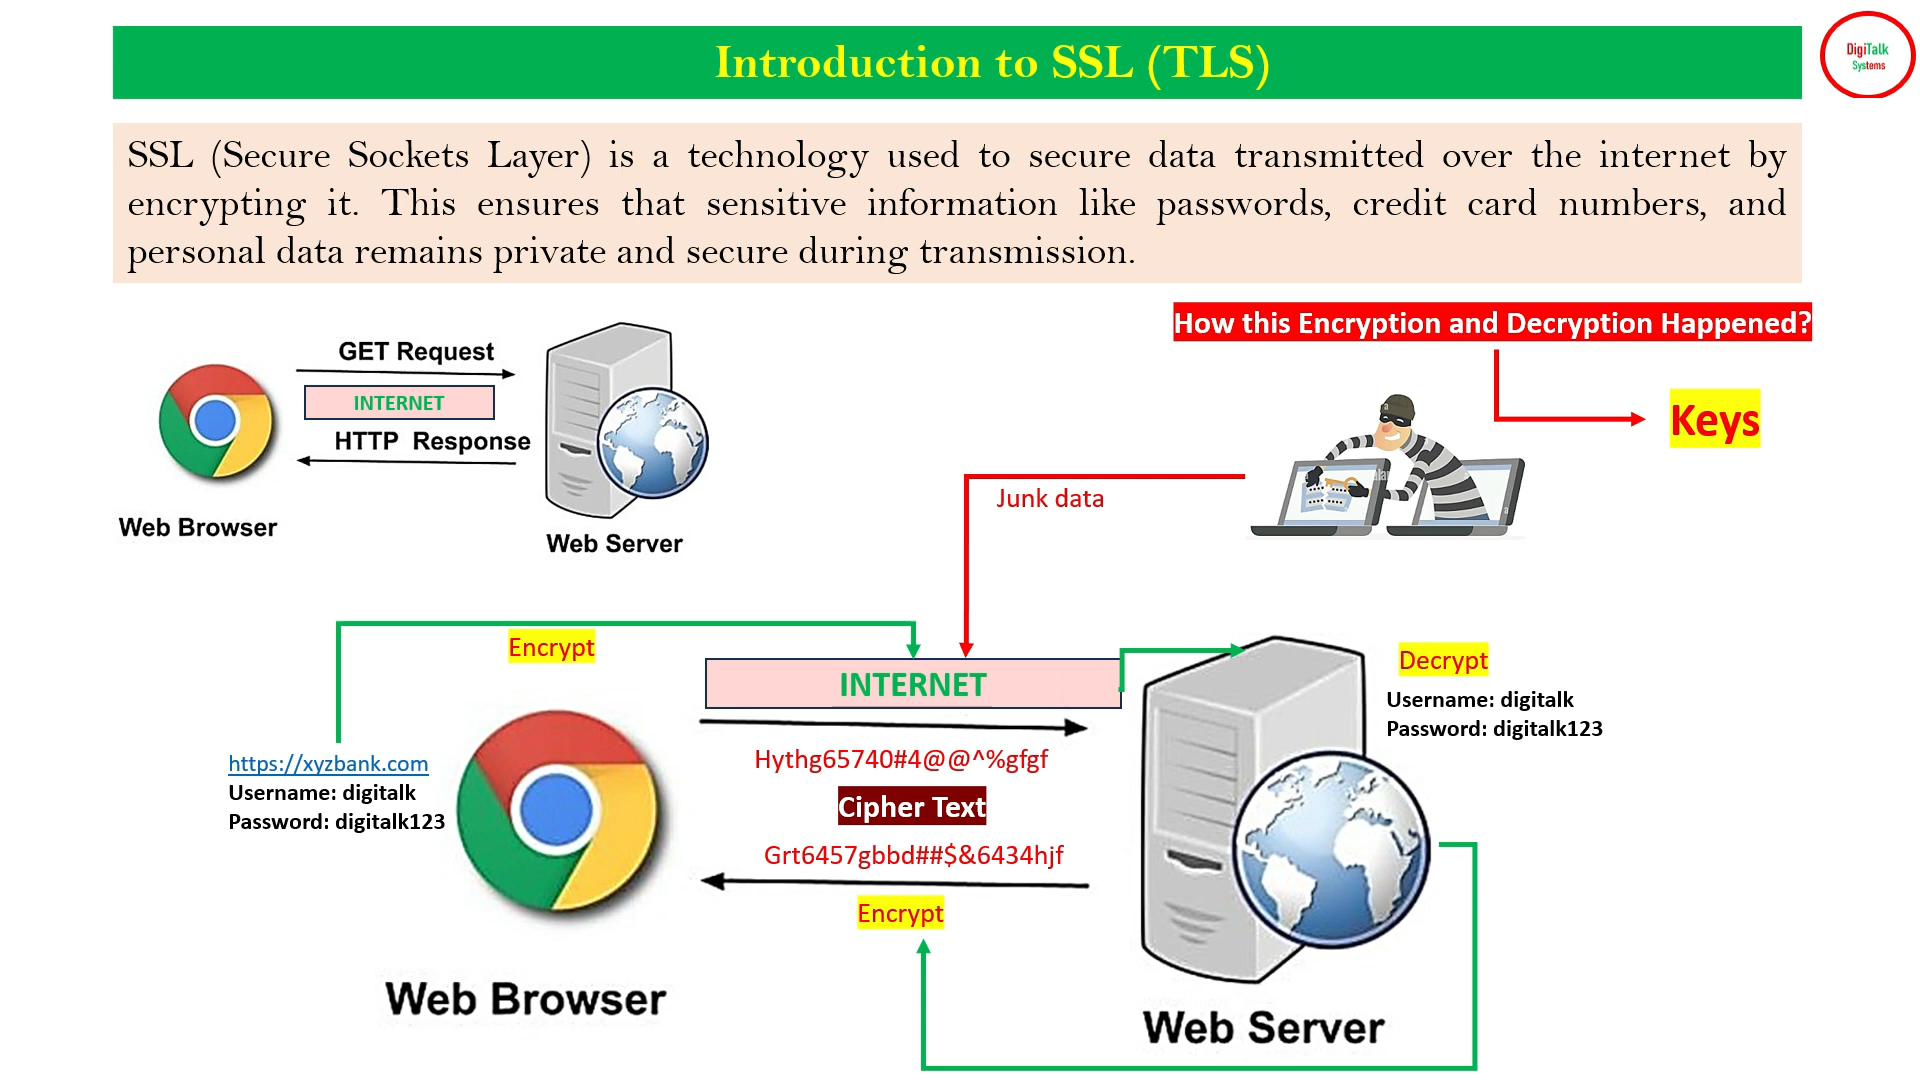 Introduction to SSL (TLS)
DigiTalk
Systems
SSL (Secure Sockets Layer) is a technology used to secure data transmitted over the internet by
encrypting it. This ensures that sensitive information like passwords, credit card numbers, and
personal data remains private and secure during transmission.
GET Request
INTERNET
HTTP Response
Web Browser
Web Server
How this Encryption and Decryption Happened?
Keys
Junk data
Encrypt
INTERNET
Decrypt
Username: digitalk
Password: digitalk123
https://xyzbank.com
Username: digitalk
Password: digitalk123
Hythg65740#4@@^%gfgf
Cipher Text
Grt6457gbbd##$&6434hjf
Encrypt
Web Browser
Web Server